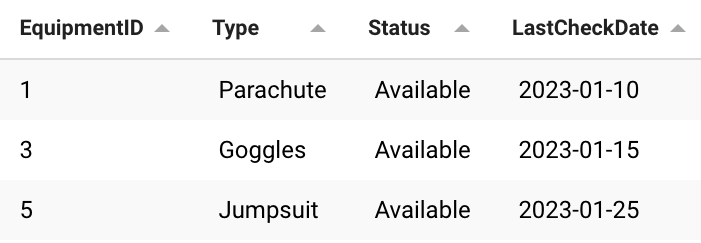 EquipmentID Type Status LastCheckDate
1 Parachute Available 2023-01-10
3 Goggles Available 2023-01-15
5 Jumpsuit Available 2023-01-25